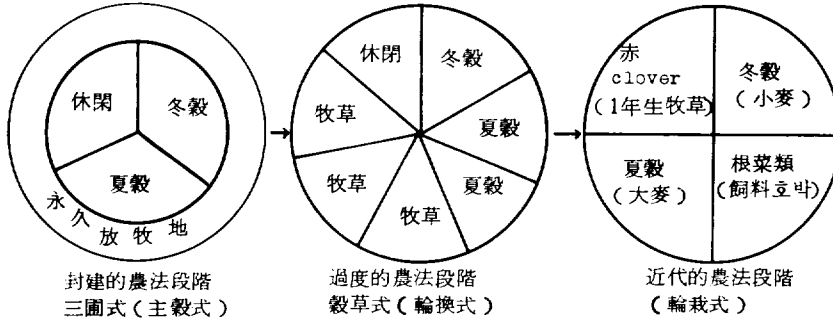 休閑
冬穀
夏穀
永久放牧地
封建的農法段階
三圃式(主穀式)
休閑
冬穀
牧草
夏穀
牧草
夏穀
牧草
過度的農法段階
穀草式(輪換式)
赤
clover
(1年生牧草)
冬穀
(小麥)
夏穀
(大麥)
根菜類
(飼料호박)
近代的農法段階
(輪栽式)